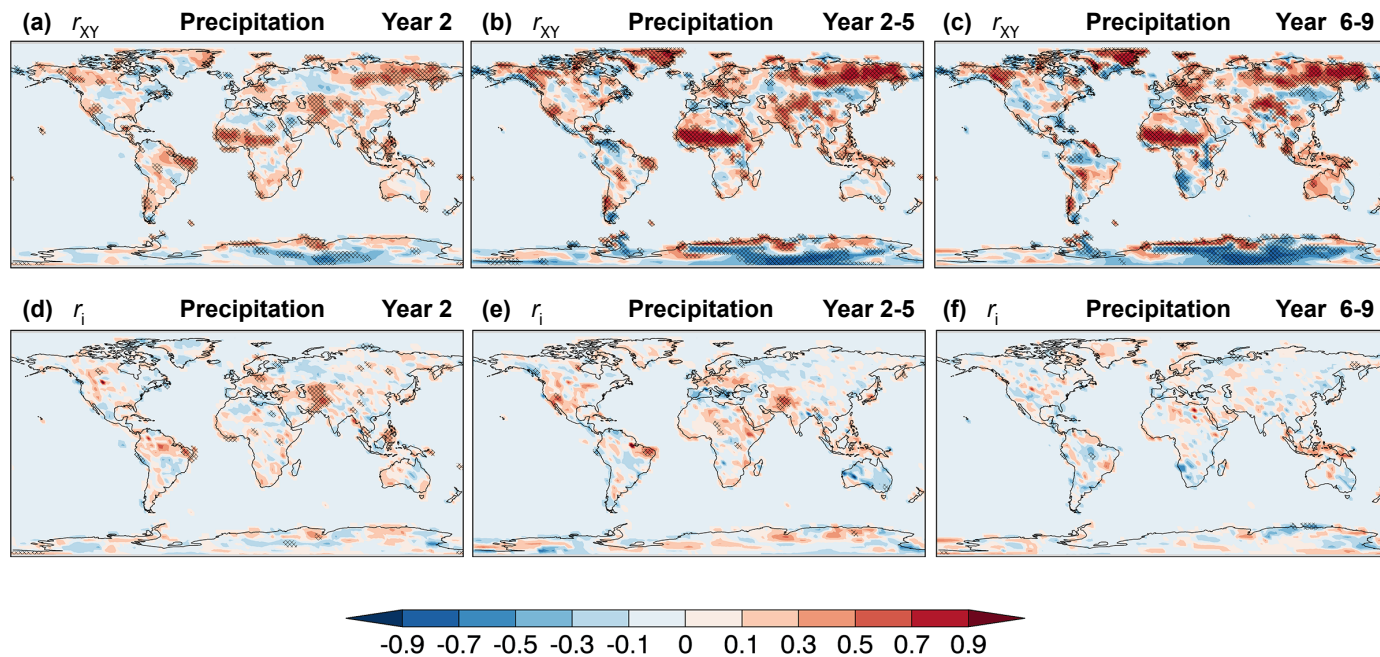 (a) rXY Precipitation Year 2
(b) rXY Precipitation Year 2-5
(c) rXY Precipitation Year 6-9
(d) ri Precipitation Year 2
(e) ri Precipitation Year 2-5
(f) ri Precipitation Year 6-9
-0.9 -0.7 -0.5 -0.3 -0.1 0 0.1 0.3 0.5 0.7 0.9